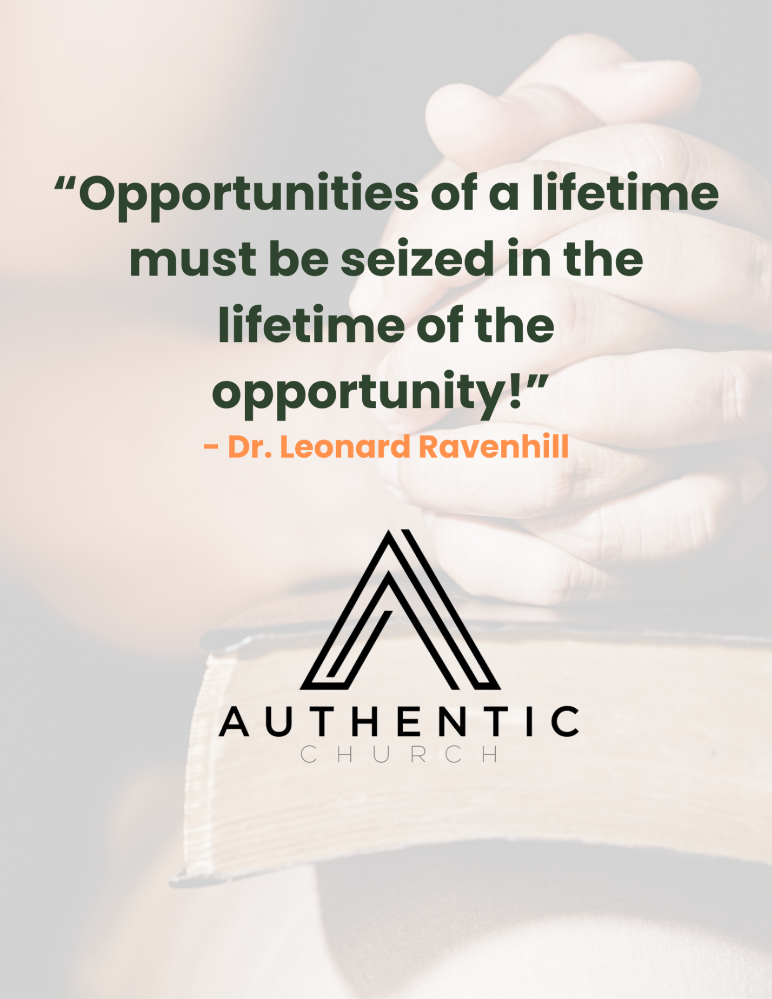 “Opportunities of a lifetime
must be seized in the
lifetime of the
opportunity!”
- Dr. Leonard Ravenhill
AUTHENTIC
CHURCH